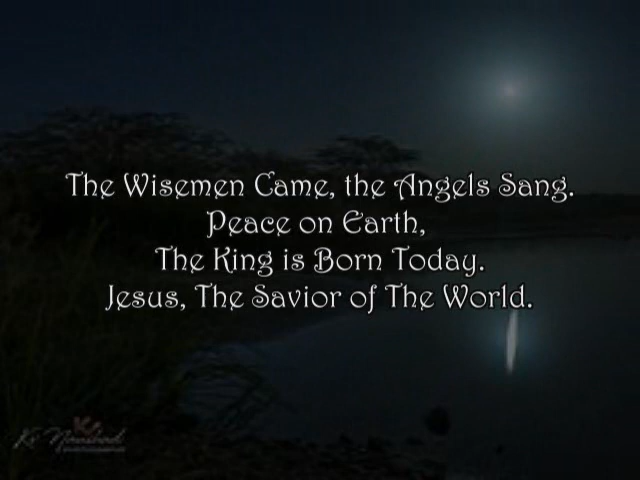 The Wisemen Came, the Angels Sang.
Peace on Earth,
The King is Born Today.
Jesus, The Savior of The World.